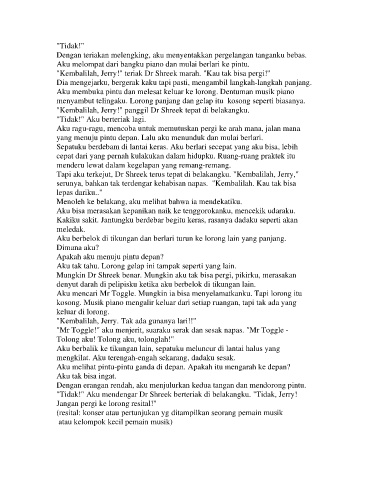 "Tidak!"
Dengan teriakan melengking, aku menyentakkan pergelangan tanganku bebas.
Aku melompat dari bangku piano dan mulai berlari ke pintu.
"Kembalilah, Jerry!" teriak Dr Shreek marah. "Kau tak bisa pergi!"
Dia mengejarku, bergerak kaku tapi pasti, mengambil langkah-langkah panjang.
Aku membuka pintu dan melesat keluar ke lorong. Dentuman musik piano
menyambut telingaku. Lorong panjang dan gelap itu  kosong seperti biasanya.
"Kembalilah, Jerry!" panggil Dr Shreek tepat di belakangku.
"Tidak!" Aku berteriak lagi.
Aku ragu-ragu, mencoba untuk memutuskan pergi ke arah mana, jalan mana
yang menuju pintu depan. Lalu aku menunduk dan mulai berlari.
Sepatuku berdebam di lantai keras. Aku berlari secepat yang aku bisa, lebih
cepat dari yang pernah kulakukan dalam hidupku. Ruang-ruang praktek itu
menderu lewat dalam kegelapan yang remang-remang.
Tapi aku terkejut, Dr Shreek terus tepat di belakangku. "Kembalilah, Jerry,"
serunya, bahkan tak terdengar kehabisan napas.  "Kembalilah. Kau tak bisa
lepas dariku.."
Menoleh ke belakang, aku melihat bahwa ia mendekatiku.
Aku bisa merasakan kepanikan naik ke tenggorokanku, mencekik udaraku.
Kakiku sakit. Jantungku berdebar begitu keras, rasanya dadaku seperti akan
meledak.
Aku berbelok di tikungan dan berlari turun ke lorong lain yang panjang.
Dimana aku?
Apakah aku menuju pintu depan?
Aku tak tahu. Lorong gelap ini tampak seperti yang lain.
Mungkin Dr Shreek benar. Mungkin aku tak bisa pergi, pikirku, merasakan
denyut darah di pelipisku ketika aku berbelok di tikungan lain.
Aku mencari Mr Toggle. Mungkin ia bisa menyelamatkanku. Tapi lorong itu
kosong. Musik piano mengalir keluar dari setiap ruangan, tapi tak ada yang
keluar di lorong.
"Kembalilah, Jerry. Tak ada gunanya lari!!"
"Mr Toggle!" aku menjerit, suaraku serak dan sesak napas. "Mr Toggle -
Tolong aku! Tolong aku, tolonglah!"
Aku berbalik ke tikungan lain, sepatuku meluncur di lantai halus yang
mengkilat. Aku terengah-engah sekarang, dadaku sesak.
Aku melihat pintu-pintu ganda di depan. Apakah itu mengarah ke depan?
Aku tak bisa ingat.
Dengan erangan rendah, aku menjulurkan kedua tangan dan mendorong pintu.
"Tidak!" Aku mendengar Dr Shreek berteriak di belakangku. "Tidak, Jerry!
Jangan pergi ke lorong resital!"
(resital: konser atau pertunjukan yg ditampilkan seorang pemain musik
atau kelompok kecil pemain musik)